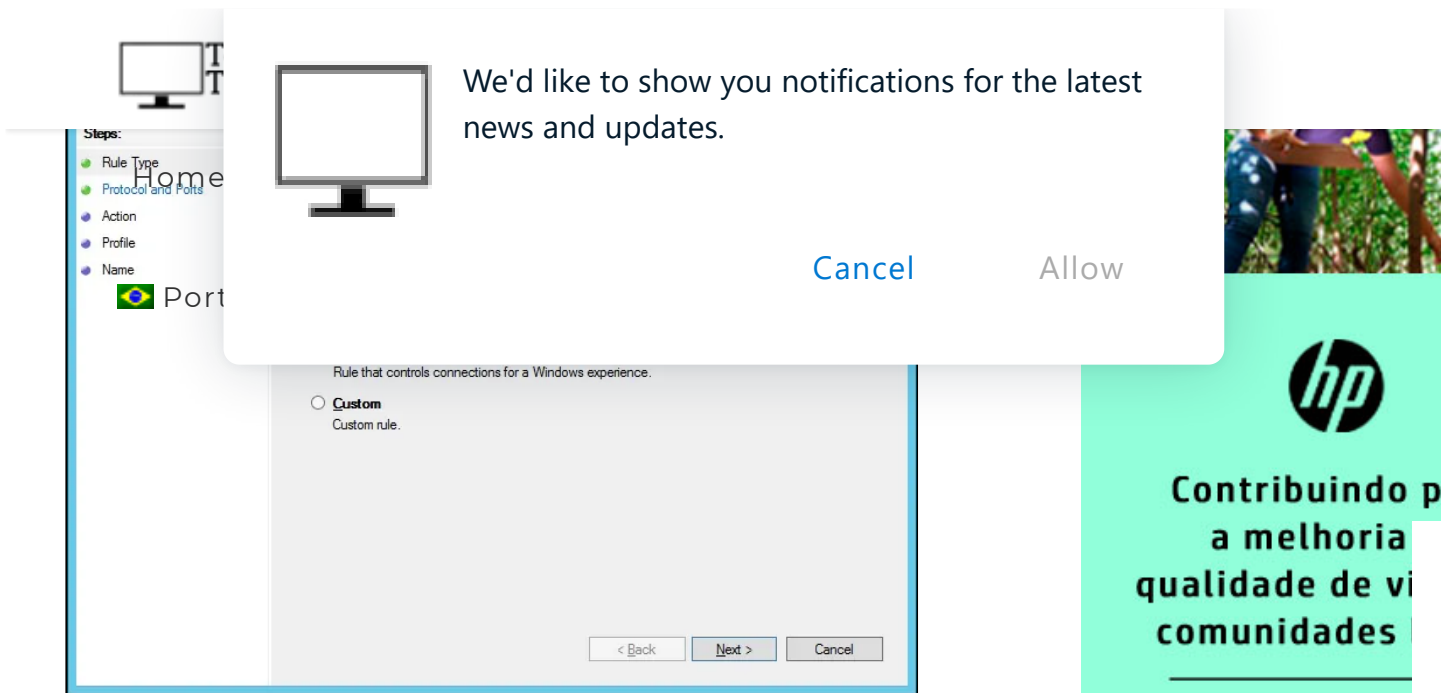 We'd like to show you notifications for the latest
news and updates.
Cancel
Allow
T
T
Home
Port
Steps:
Rule Type
Protocol and Ports
Action
Profile
Name
Rule that controls connections for a Windows experience.
Custom
Custom rule.
< Back
Next >
Cancel
hp
Contribuindo p
a melhoria
qualidade de vi
comunidades